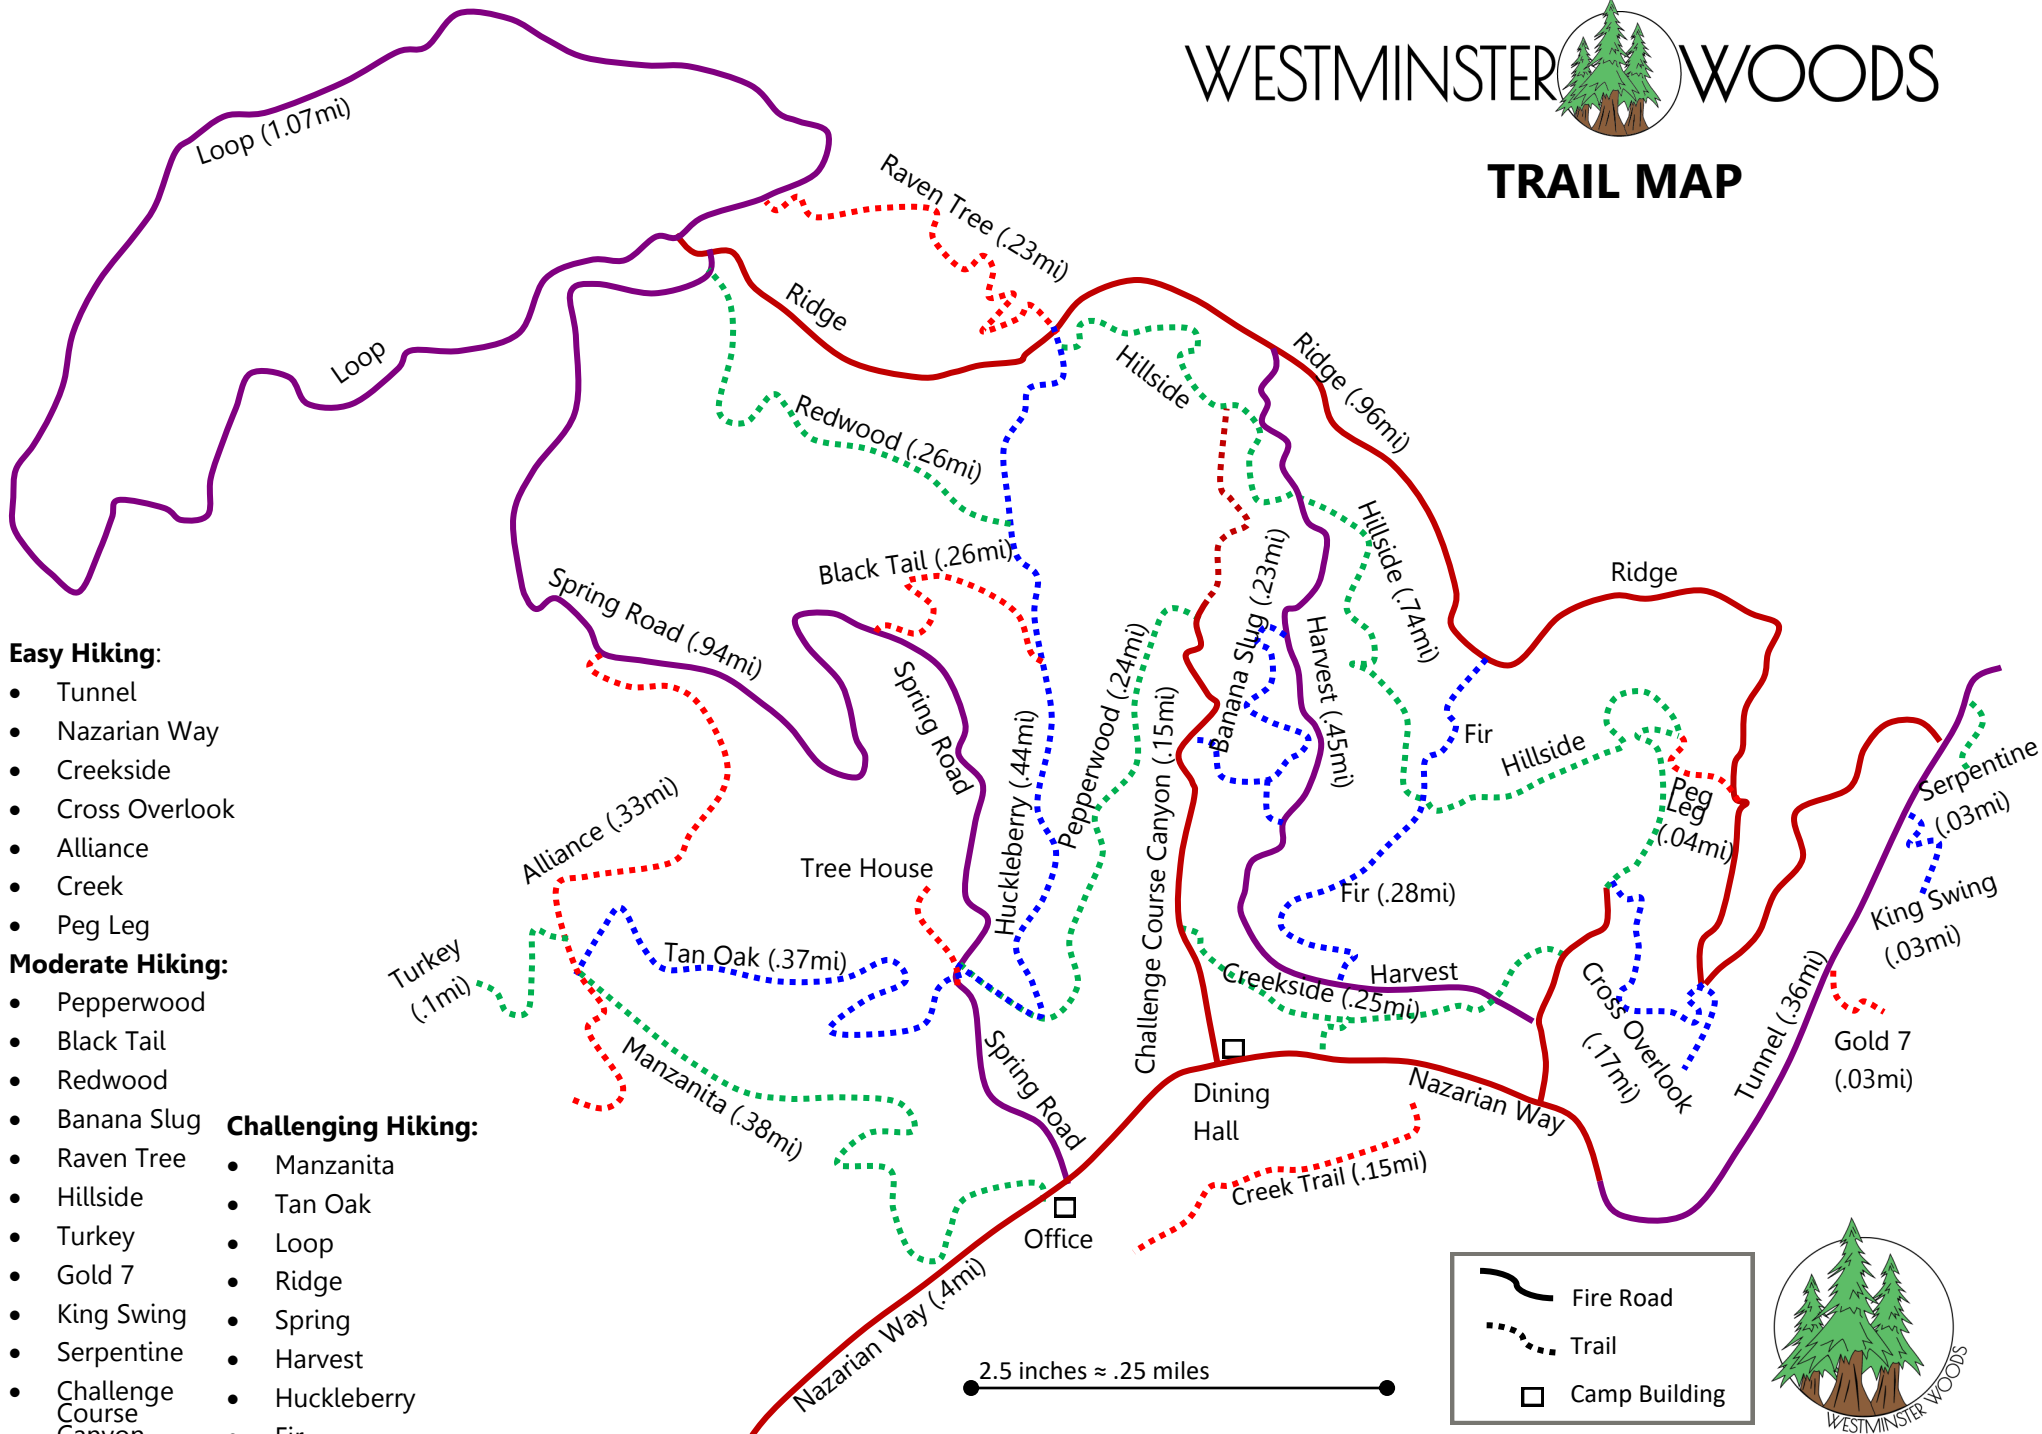 WESTMINSTER WOODS
TRAIL MAP
Loop (1.07mi)
Raven Tree (.23mi)
Ridge
Loop
Hillside
Ridge (.96mi)
Redwood (.26mi)
Hillside (.74mi)
Black Tail (.26mi)
Ridge
Spring Road (.94mi)
Spring Road
Banana Slug (.23mi)
Harvest (.45mi)
Pepperwood (.24mi)
Huckleberry (.44mi)
Challenge Course Canyon (.15mi)
Fir
Hillside
Peg
Leg
(.04mi)
Serpentine
(.03mi)
Alliance (.33mi)
Tree House
Fir (.28mi)
King Swing
(.03mi)
Turkey
(.1mi)
Tan Oak (.37mi)
Creekside (.25mi)
Harvest
Cross Overlook
(.17mi)
Tunnel (.36mi)
Gold 7
(.03mi)
Manzanita (.38mi)
Spring Road
Dining
Hall
Nazarian Way
Creek Trail (.15mi)
Office
Nazarian Way (.4mi)
2.5 inches ≈ .25 miles
Easy Hiking:
• Tunnel
• Nazarian Way
• Creekside
• Cross Overlook
• Alliance
• Creek
• Peg Leg
Moderate Hiking:
• Pepperwood
• Black Tail
• Redwood
• Banana Slug
• Raven Tree
• Hillside
• Turkey
• Gold 7
• King Swing
• Serpentine
• Challenge
Course
Canyon
Challenging Hiking:
• Manzanita
• Tan Oak
• Loop
• Ridge
• Spring
• Harvest
• Huckleberry
• Fir
Fire Road
Trail
Camp Building
WESTMINSTER WOODS